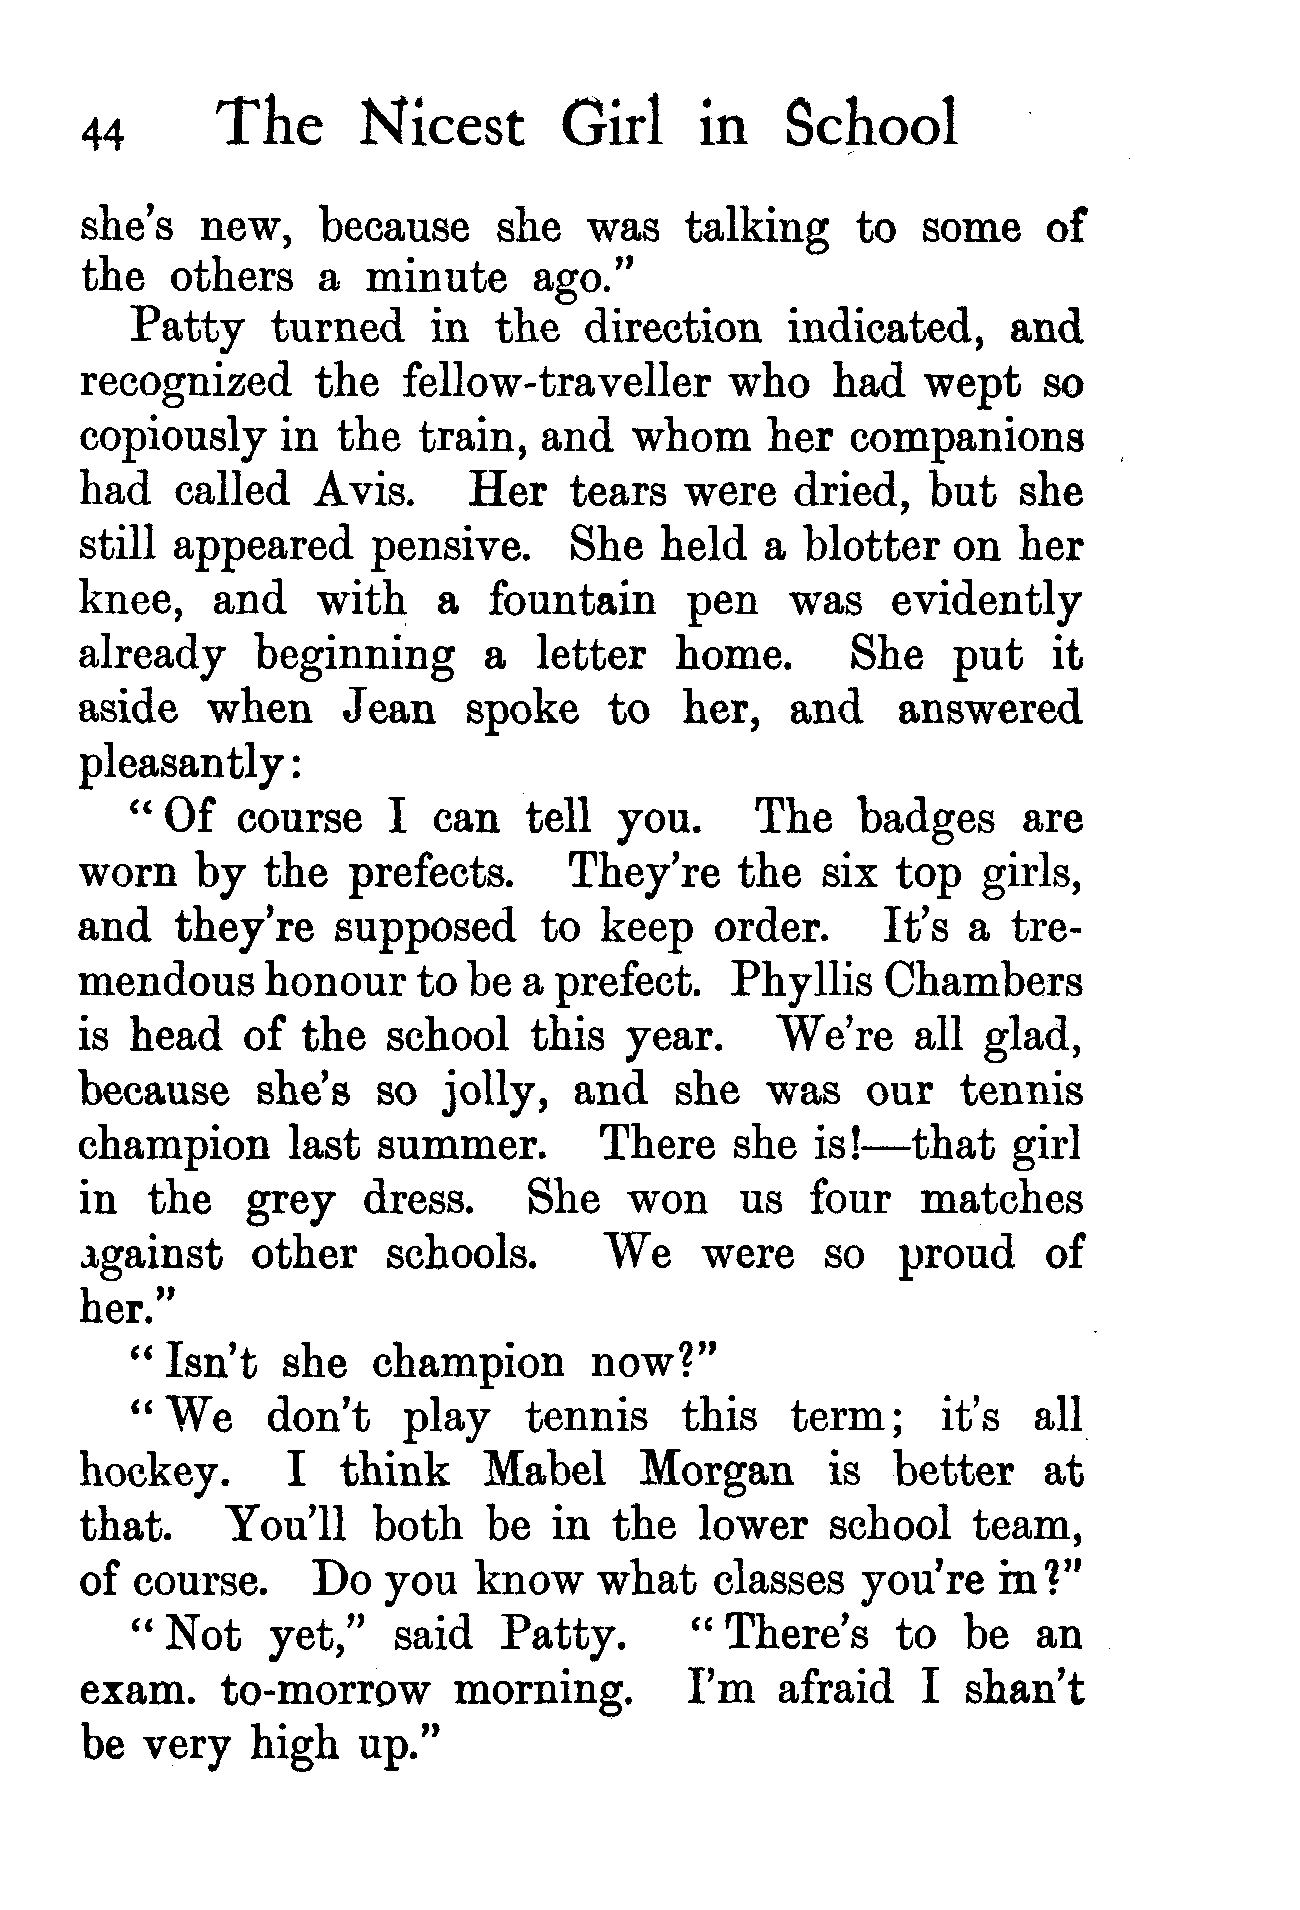 44 The Nicest Girl in School
she's new, because she was talking to some of
the others a minute ago."
Patty turned in the direction indicated, and
recognized the fellow-traveller who had wept so
copiously in the train, and whom her companions
had called Avis. Her tears were dried, but she
still appeared pensive. She held a blotter on her
knee, and with a fountain pen was evidently
already beginning a letter home. She put it
aside when Jean spoke to her, and answered
pleasantly:
"Of course I can tell you. The badges are
worn by the prefects. They're the six top girls,
and they're supposed to keep order. It's a tre-
mendous honour to be a prefect. Phyllis Chambers
is head of the school this year. We're all glad,
because she's so jolly, and she was our tennis
champion last summer. There she is!—that girl
in the grey dress. She won us four matches
against other schools. We were so proud of
her."
"Isn't she champion now?"
"We don't play tennis this term; it's all
hockey. I think Mabel Morgan is better at
that. You'll both be in the lower school team,
of course. Do you know what classes you're in?"
"Not yet," said Patty. "There's to be an
exam. to-morrow morning. I'm afraid I shan't
be very high up."